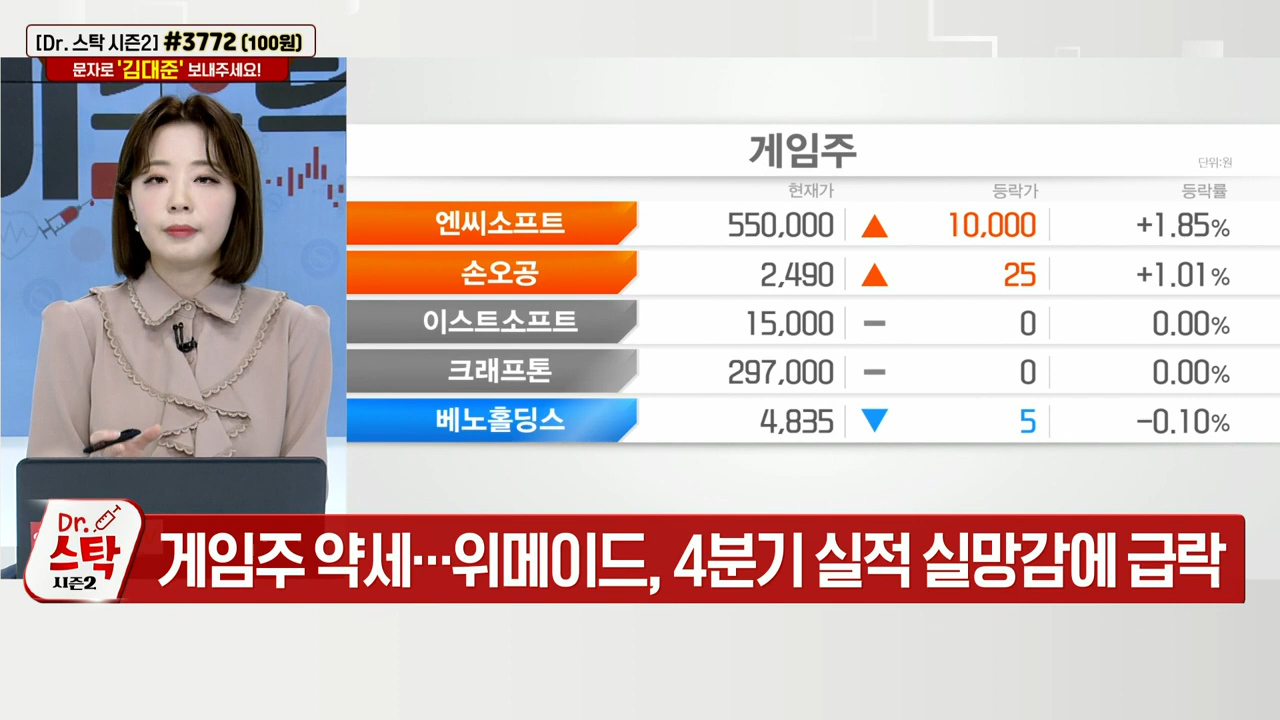 [Dr. 스탁 시즌2] #3772 (100원)
문자로 '김대준' 보내주세요!
게임주
단위:원
현재가 등락가 등락률
엔씨소프트 550,000 ▲ 10,000 +1.85%
손오공 2,490 ▲ 25 +1.01%
이스트소프트 15,000 － 0 0.00%
크래프톤 297,000 － 0 0.00%
베노홀딩스 4,835 ▼ 5 -0.10%
Dr.
스탁
시즌2
게임주 약세…위메이드, 4분기 실적 실망감에 급락